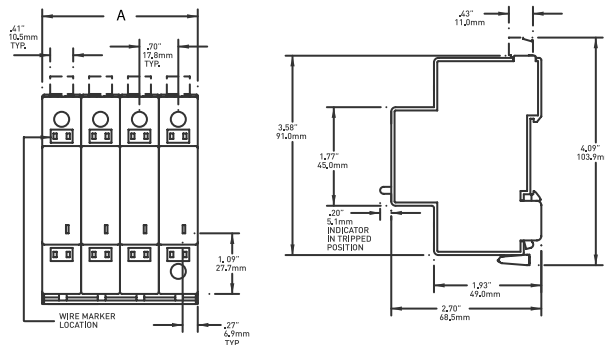 A
.41"
10.5mm
TYP.
.70"
17.8mm
TYP.
1.09"
27.7mm
WIRE MARKER
LOCATION
.27"
6.9mm
TYP
.43"
11.0mm
3.58"
91.0mm
1.77"
45.0mm
4.09"
103.9m
.20"
5.1mm
INDICATOR
IN TRIPPED
POSITION
1.93"
49.0mm
2.70"
68.5mm